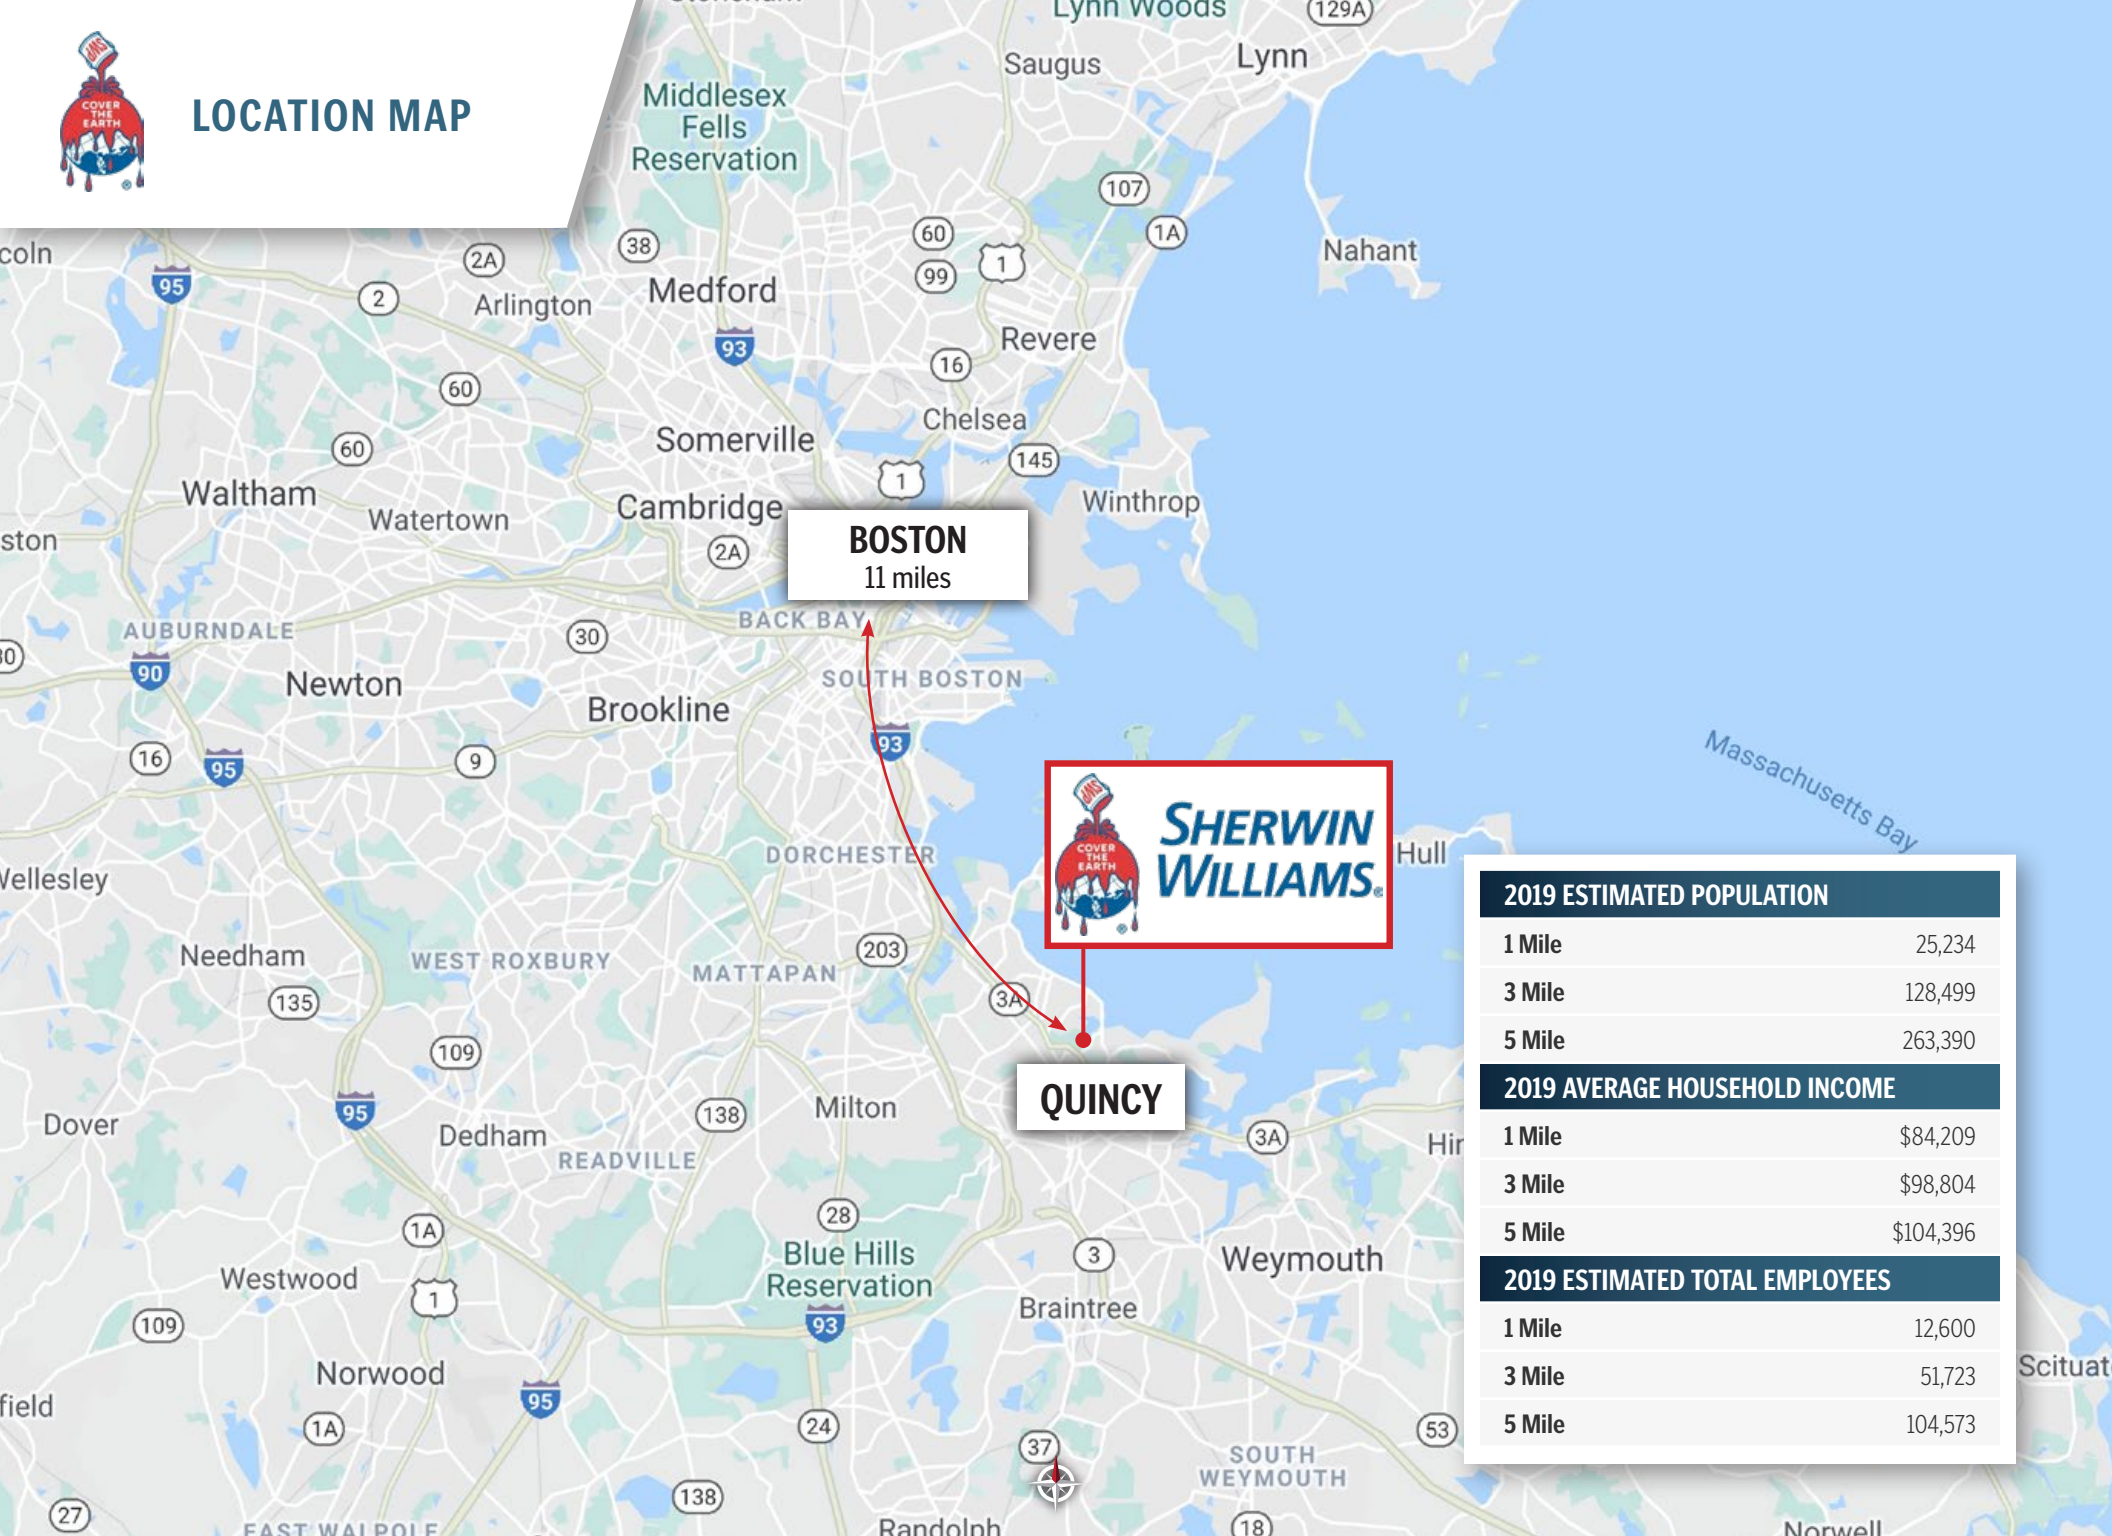 LOCATION MAP
SWP
COVER
THE
EARTH
®
Lynn Woods
129A
Saugus
Lynn
Middlesex
Fells
Reservation
107
60
1A
38
2A
coln
95
99
1
Nahant
2
Arlington
Medford
93
Revere
16
60
Chelsea
Somerville
60
145
1
Waltham
Watertown
Cambridge
Winthrop
ston
2A
BOSTON
11 miles
BACK BAY
AUBURNDALE
30
90
Newton
SOUTH BOSTON
Brookline
16
95
9
93
Massachusetts Bay
SWP
COVER
THE
EARTH
®
SHERWIN
WILLIAMS®
DORCHESTER
Hull
Wellesley
Needham
WEST ROXBURY
203
MATTAPAN
135
3A
109
QUINCY
95
138
Milton
Dover
Dedham
3A
READVILLE
28
1A
Blue Hills
Reservation
3
Weymouth
Westwood
1
Braintree
109
93
Norwood
field
95
1A
24
37
53
SOUTH
WEYMOUTH
Scituat
138
27
EAST WALPOLE
Randolph
18
Norwell
2019 ESTIMATED POPULATION
1 Mile 25,234
3 Mile 128,499
5 Mile 263,390
2019 AVERAGE HOUSEHOLD INCOME
1 Mile $84,209
3 Mile $98,804
5 Mile $104,396
2019 ESTIMATED TOTAL EMPLOYEES
1 Mile 12,600
3 Mile 51,723
5 Mile 104,573